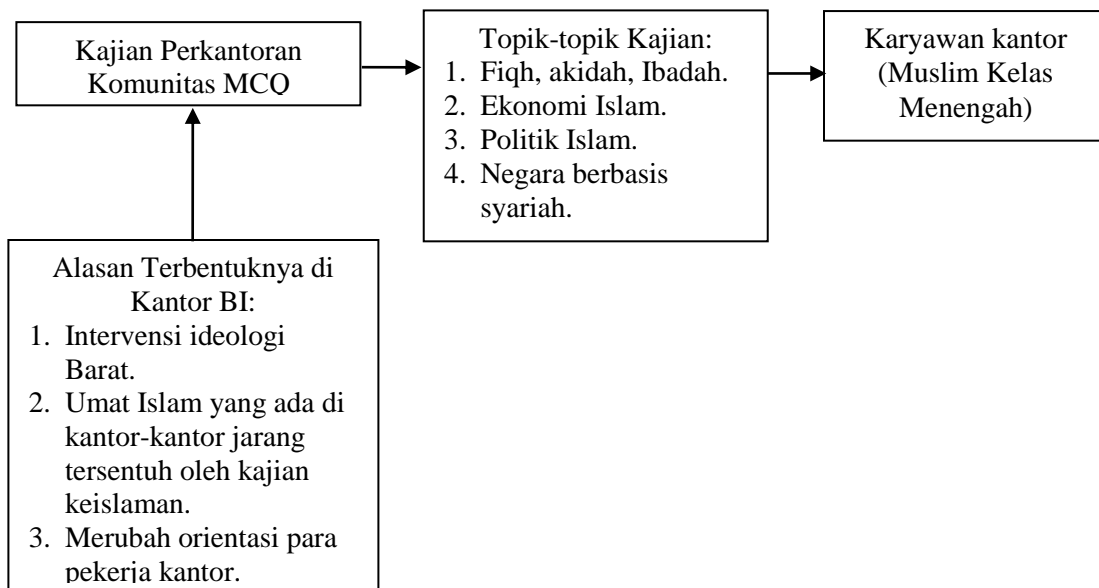 Kajian Perkantoran
Komunitas MCQ
Topik-topik Kajian:
1. Fiqh, akidah, Ibadah.
2. Ekonomi Islam.
3. Politik Islam.
4. Negara berbasis
syariah.
Karyawan kantor
(Muslim Kelas
Menengah)
Alasan Terbentuknya di
Kantor BI:
1. Intervensi ideologi
Barat.
2. Umat Islam yang ada di
kantor-kantor jarang
tersentuh oleh kajian
keislaman.
3. Merubah orientasi para
pekerja kantor.